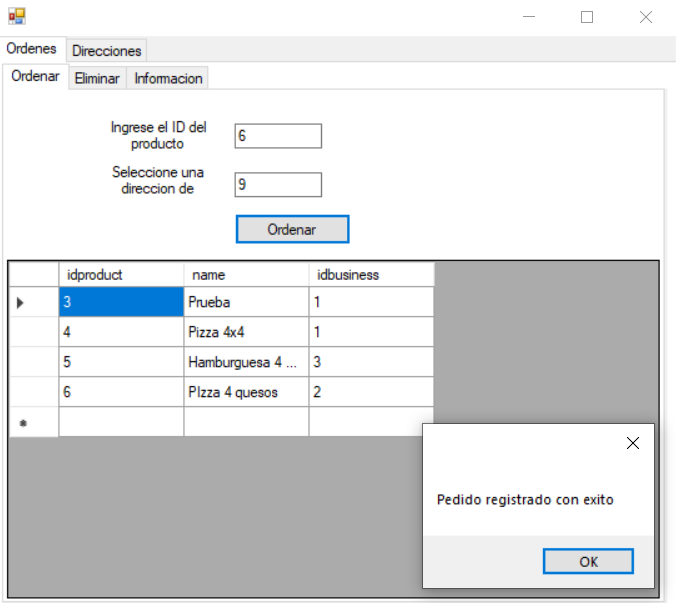 Ordenes Direcciones
Ordenar Eliminar Informacion
Ingrese el ID del
producto
6
Seleccione una
direccion de
9
Ordenar
idproduct name idbusiness
3 Prueba 1
4 Pizza 4x4 1
5 Hamburguesa 4 ... 3
6 PIzza 4 quesos 2
Pedido registrado con exito
OK